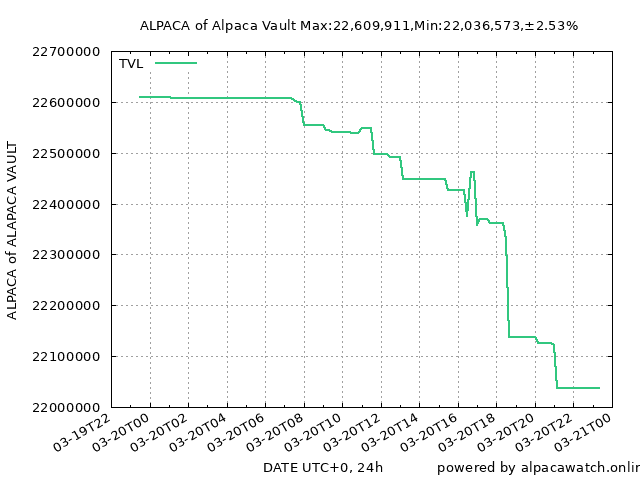 ALPACA of Alpaca Vault Max:22,609,911,Min:22,036,573,±2.53%
22700000
TVL
22600000
22500000
22400000
22300000
22200000
22100000
22000000
ALPACA of ALAPACA VAULT
03-19T22
03-20T00
03-20T02
03-20T04
03-20T06
03-20T08
03-20T10
03-20T12
03-20T14
03-20T16
03-20T18
03-20T20
03-20T22
03-21T00
DATE UTC+0, 24h
powered by alpacawatch.onlin